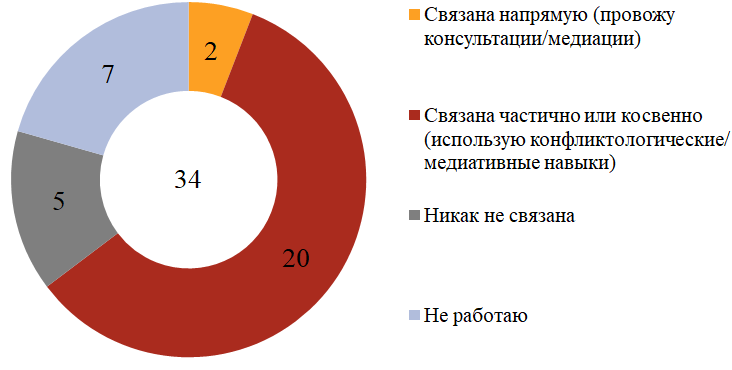 2
7
34
5
20
Связана напрямую (провожу
консультации/медиации)
Связана частично или косвенно
(использую конфликтологические/
медиативные навыки)
Никак не связана
Не работаю